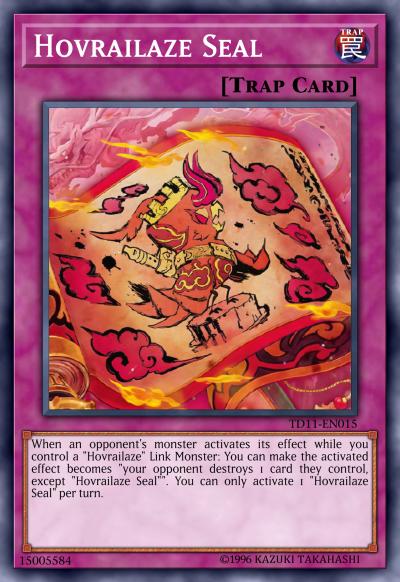 Hovrailaze Seal
TRAP
罠
[Trap Card]
TD11-EN015
When an opponent's monster activates its effect while you
control a "Hovrailaze" Link Monster: You can make the activated
effect becomes "your opponent destroys 1 card they control,
except "Hovrailaze Seal"". You can only activate 1 "Hovrailaze
Seal" per turn.
15005584
©1996 KAZUKI TAKAHASHI